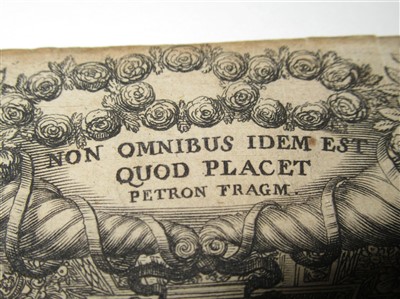 NON OMNIBUS IDEM EST
QUOD PLACET
PETRON FRAGM.